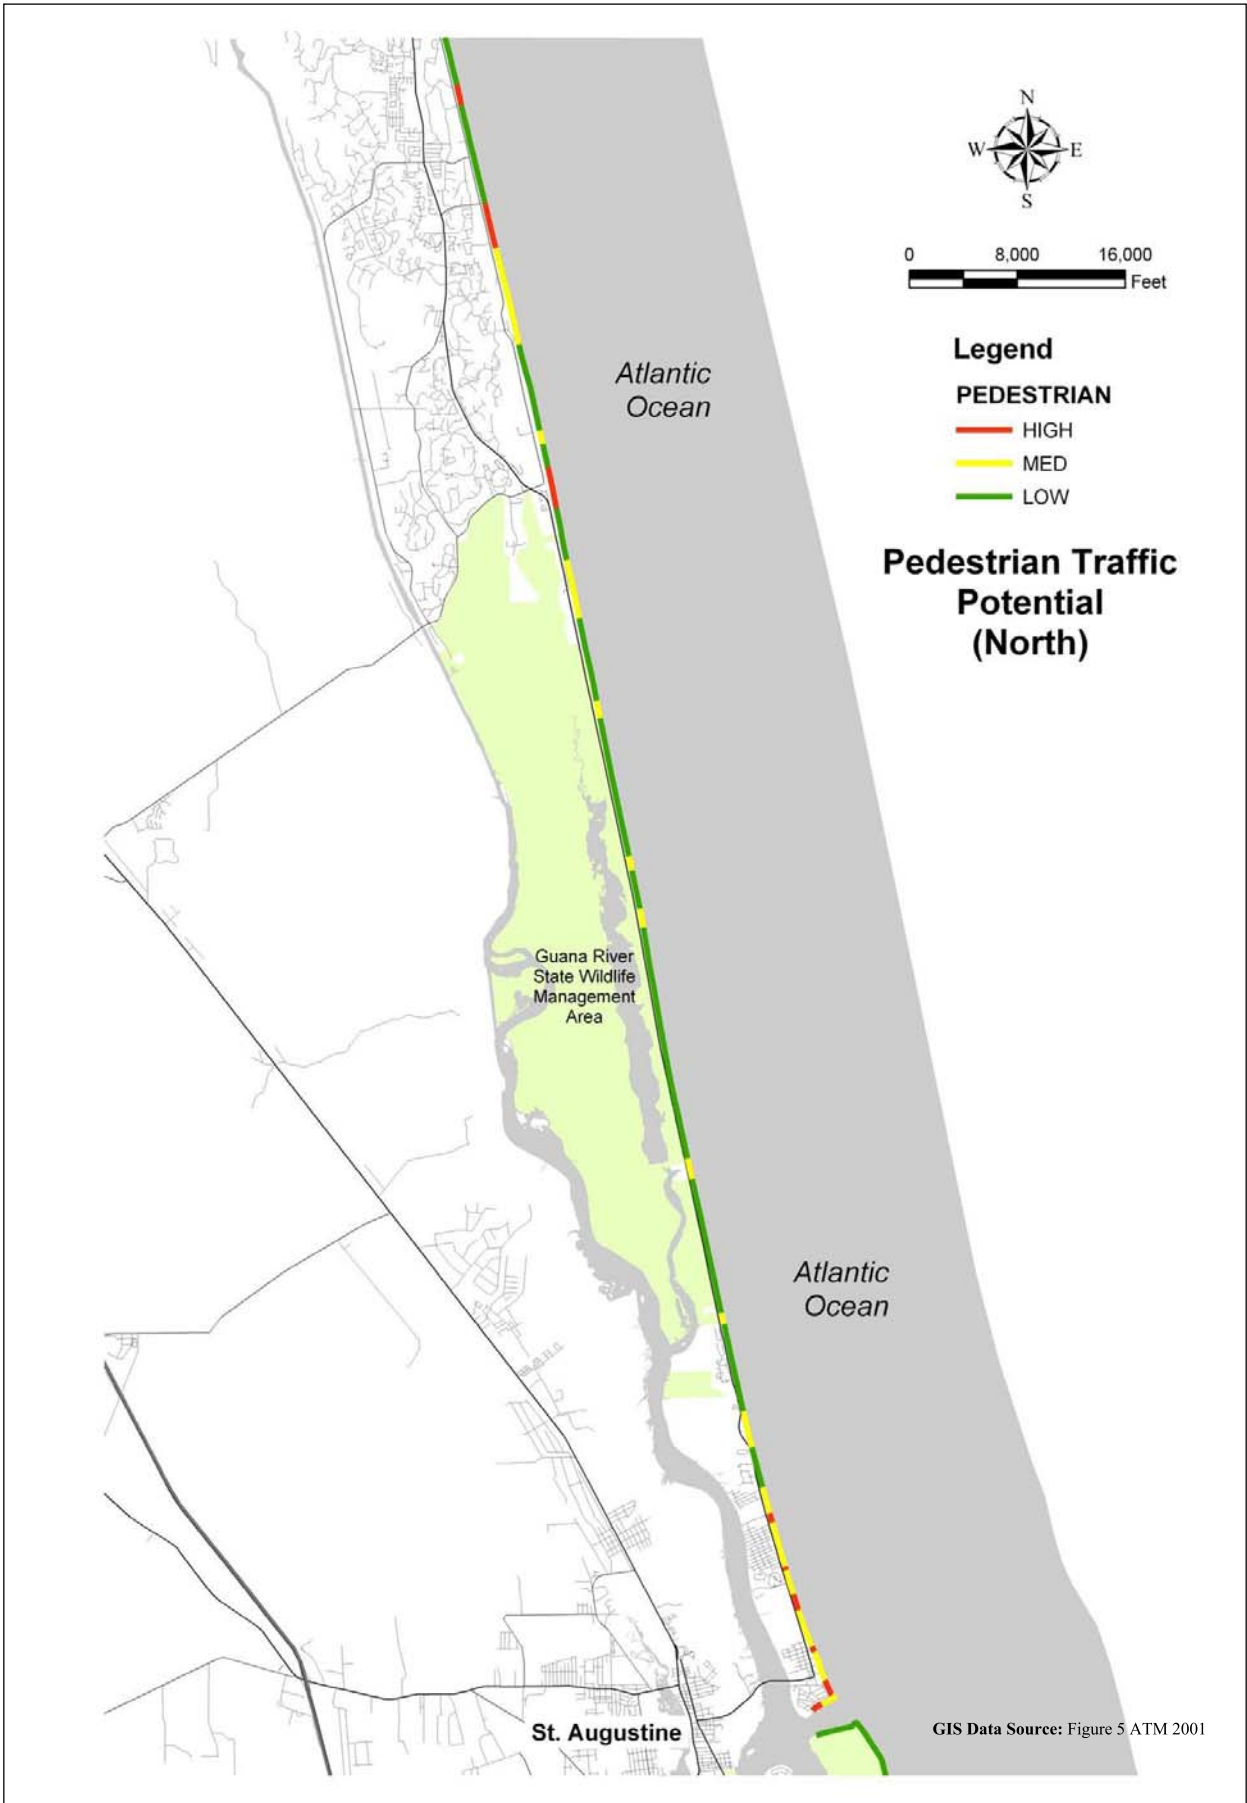 N
W E
S
0 8,000 16,000
Feet
Atlantic
Ocean
Legend
PEDESTRIAN
HIGH
MED
LOW
Pedestrian Traffic
Potential
(North)
Guana River
State Wildlife
Management
Area
Atlantic
Ocean
St. Augustine
GIS Data Source: Figure 5 ATM 2001